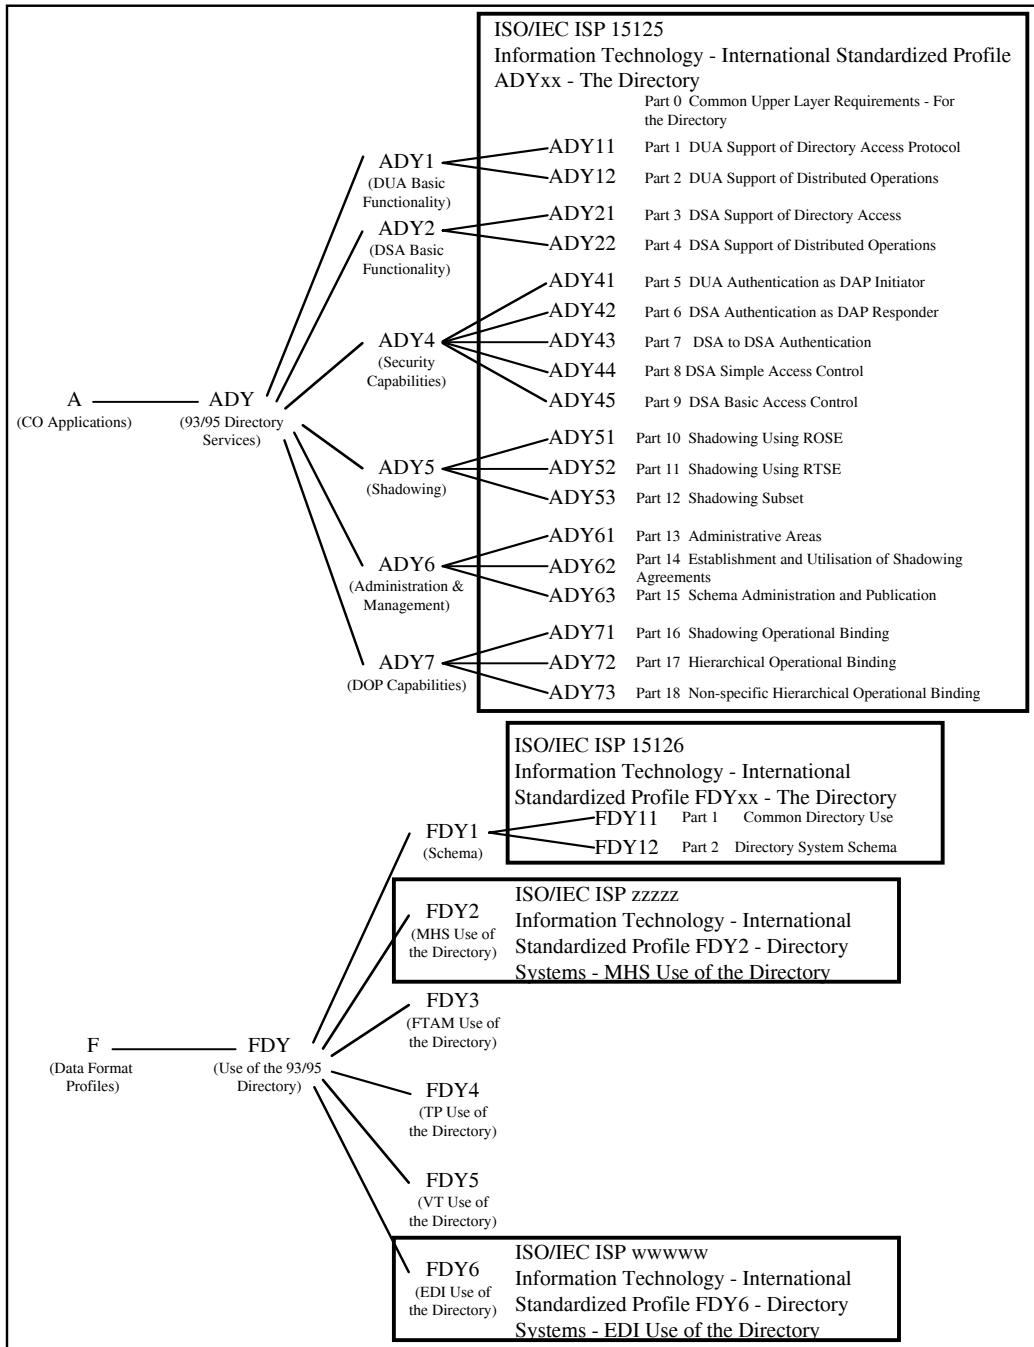 ISO/IEC ISP 15125
Information Technology - International Standardized Profile
ADYxx - The Directory
Part 0 Common Upper Layer Requirements - For
the Directory
ADY11 Part 1 DUA Support of Directory Access Protocol
ADY1
(DUA Basic
Functionality)
ADY12 Part 2 DUA Support of Distributed Operations
ADY21 Part 3 DSA Support of Directory Access
ADY2
(DSA Basic
Functionality)
ADY22 Part 4 DSA Support of Distributed Operations
ADY41 Part 5 DUA Authentication as DAP Initiator
ADY42 Part 6 DSA Authentication as DAP Responder
ADY4
(Security
Capabilities)
ADY43 Part 7 DSA to DSA Authentication
ADY44 Part 8 DSA Simple Access Control
ADY45 Part 9 DSA Basic Access Control
A
(CO Applications)
ADY
(93/95 Directory
Services)
ADY51 Part 10 Shadowing Using ROSE
ADY5
(Shadowing)
ADY52 Part 11 Shadowing Using RTSE
ADY53 Part 12 Shadowing Subset
ADY61 Part 13 Administrative Areas
ADY6
(Administration &
Management)
ADY62 Part 14 Establishment and Utilisation of Shadowing
Agreements
ADY63 Part 15 Schema Administration and Publication
ADY71 Part 16 Shadowing Operational Binding
ADY7
(DOP Capabilities)
ADY72 Part 17 Hierarchical Operational Binding
ADY73 Part 18 Non-specific Hierarchical Operational Binding
ISO/IEC ISP 15126
Information Technology - International
Standardized Profile FDYxx - The Directory
FDY11 Part 1 Common Directory Use
FDY1
(Schema)
FDY12 Part 2 Directory System Schema
FDY2
(MHS Use of
the Directory)
ISO/IEC ISP zzzzz
Information Technology - International
Standardized Profile FDY2 - Directory
Systems - MHS Use of the Directory
FDY3
(FTAM Use of
the Directory)
F
(Data Format
Profiles)
FDY
(Use of the 93/95
Directory)
FDY4
(TP Use of
the Directory)
FDY5
(VT Use of
the Directory)
FDY6
(EDI Use of
the Directory)
ISO/IEC ISP wwwww
Information Technology - International
Standardized Profile FDY6 - Directory
Systems - EDI Use of the Directory